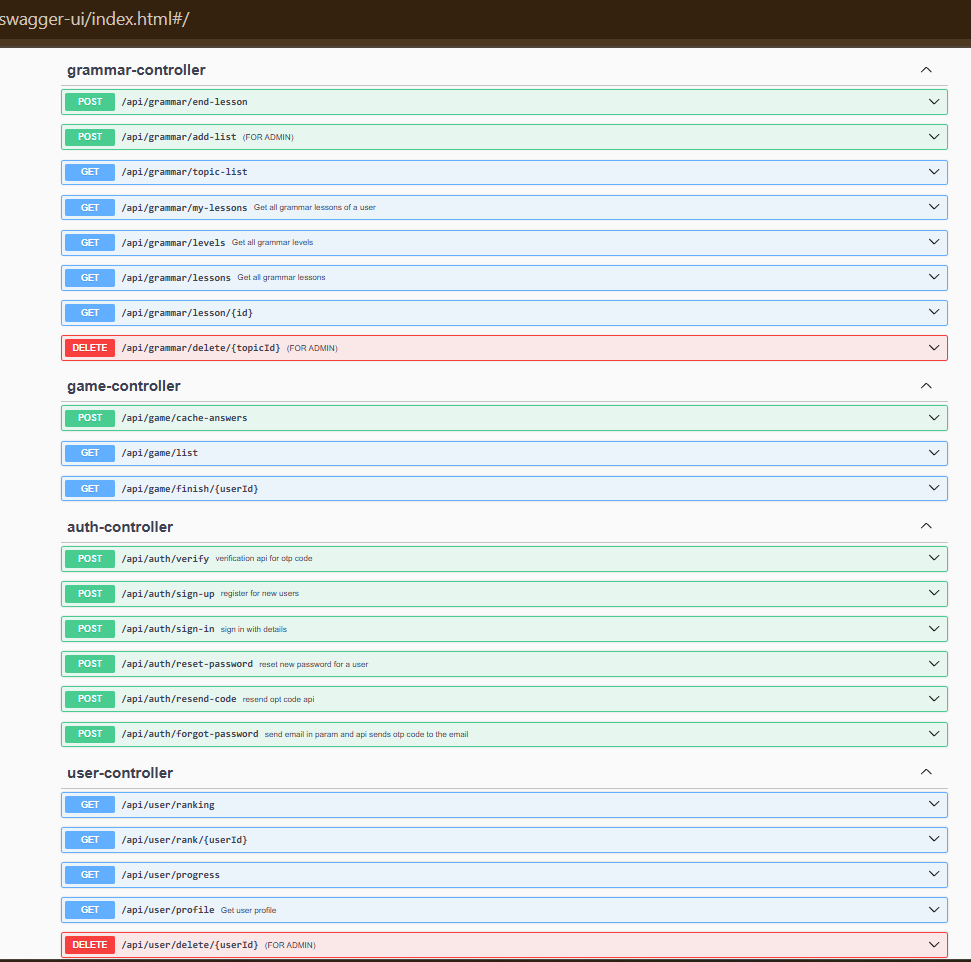 swagger-ui/index.html#/
grammar-controller
POST /api/grammar/end-lesson
POST /api/grammar/add-list (FOR ADMIN)
GET /api/grammar/topic-list
GET /api/grammar/my-lessons Get all grammar lessons of a user
GET /api/grammar/levels Get all grammar levels
GET /api/grammar/lessons Get all grammar lessons
GET /api/grammar/lesson/{id}
DELETE /api/grammar/delete/{topicId} (FOR ADMIN)
game-controller
POST /api/game/cache-answers
GET /api/game/list
GET /api/game/finish/{userId}
auth-controller
POST /api/auth/verify verification api for otp code
POST /api/auth/sign-up register for new users
POST /api/auth/sign-in sign in with details
POST /api/auth/reset-password reset new password for a user
POST /api/auth/resend-code resend opt code api
POST /api/auth/forgot-password send email in param and api sends otp code to the email
user-controller
GET /api/user/ranking
GET /api/user/rank/{userId}
GET /api/user/progress
GET /api/user/profile Get user profile
DELETE /api/user/delete/{userId} (FOR ADMIN)